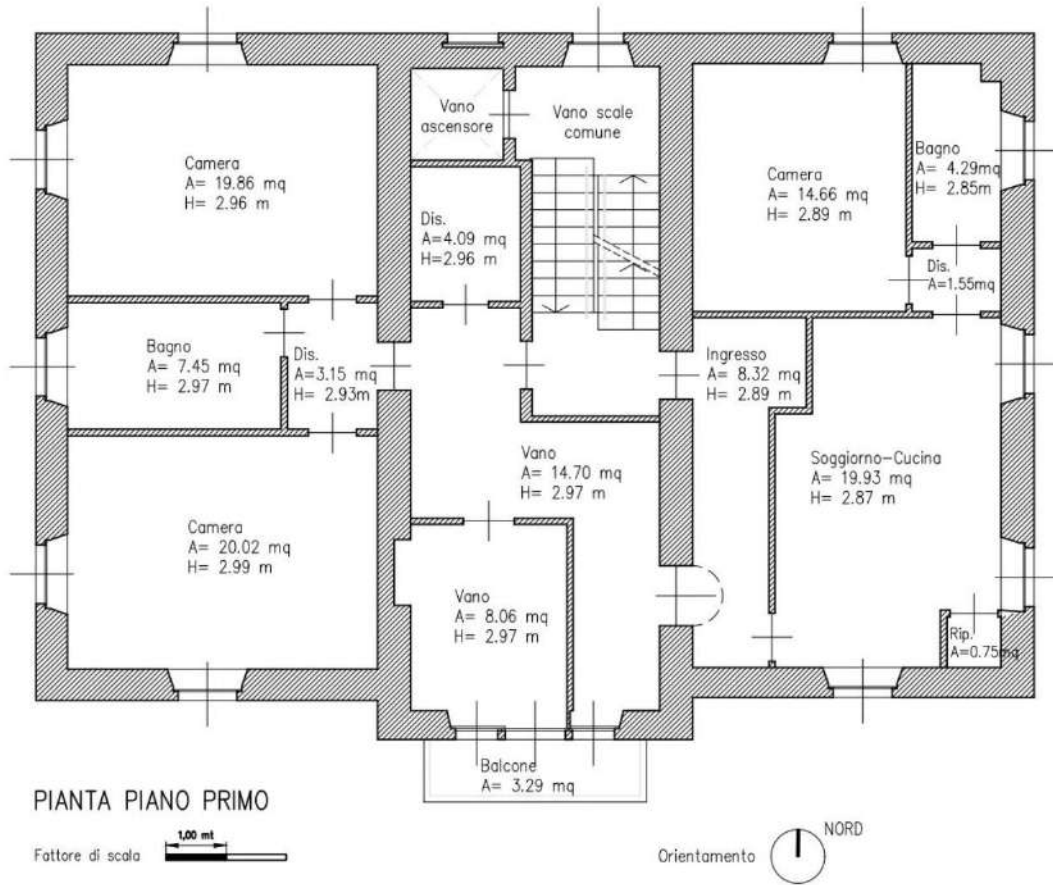 Vano
ascensore
Vano scale
comune
Camera
A= 19.86 mq
H= 2.96 m
Dis.
A=4.09 mq
H=2.96 m
Camera
A= 14.66 mq
H= 2.89 m
Bagno
A= 4.29mq
H= 2.85m
Dis.
A=1.55mq
Bagno
A= 7.45 mq
H= 2.97 m
Dis.
A=3.15 mq
H= 2.93m
Ingresso
A= 8.32 mq
H= 2.89 m
Vano
A= 14.70 mq
H= 2.97 m
Soggiorno-Cucina
A= 19.93 mq
H= 2.87 m
Camera
A= 20.02 mq
H= 2.99 m
Vano
A= 8.06 mq
H= 2.97 m
Rip.
A=0.75mq
Balcone
A= 3.29 mq
PIANTA PIANO PRIMO
1,00 mt
Fattore di scala
NORD
Orientamento